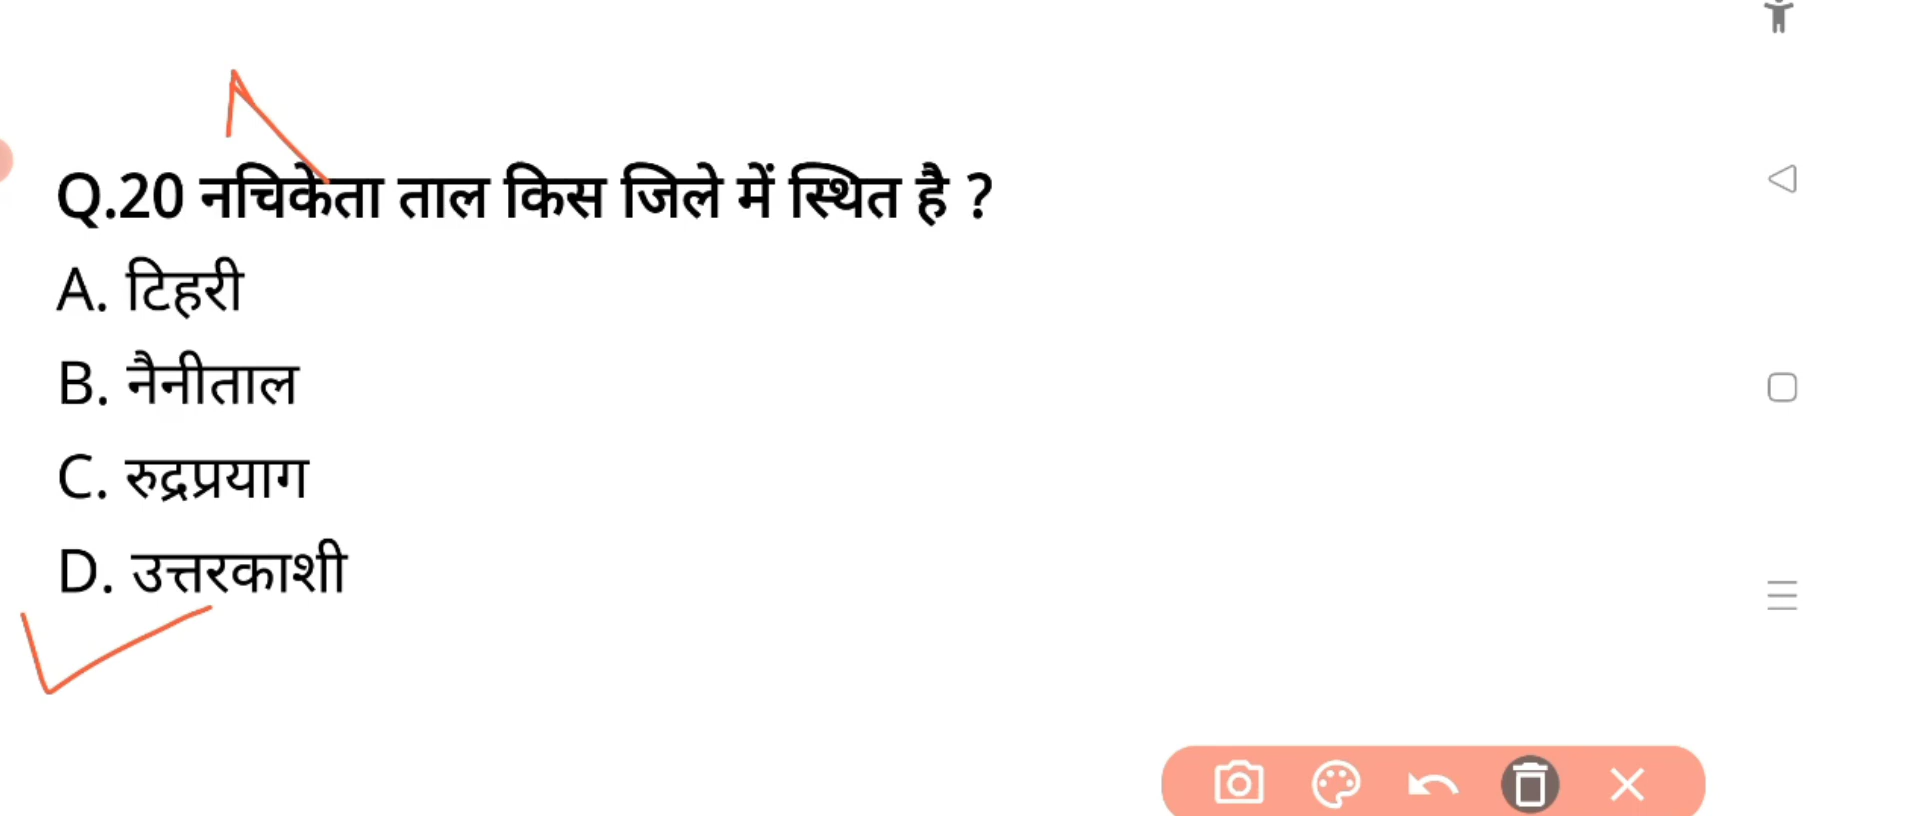 Q.20 नचिकेता ताल किस जिले में स्थित है ?
A. टिहरी
B. नैनीताल
C. रुद्रप्रयाग
D. उत्तरकाशी